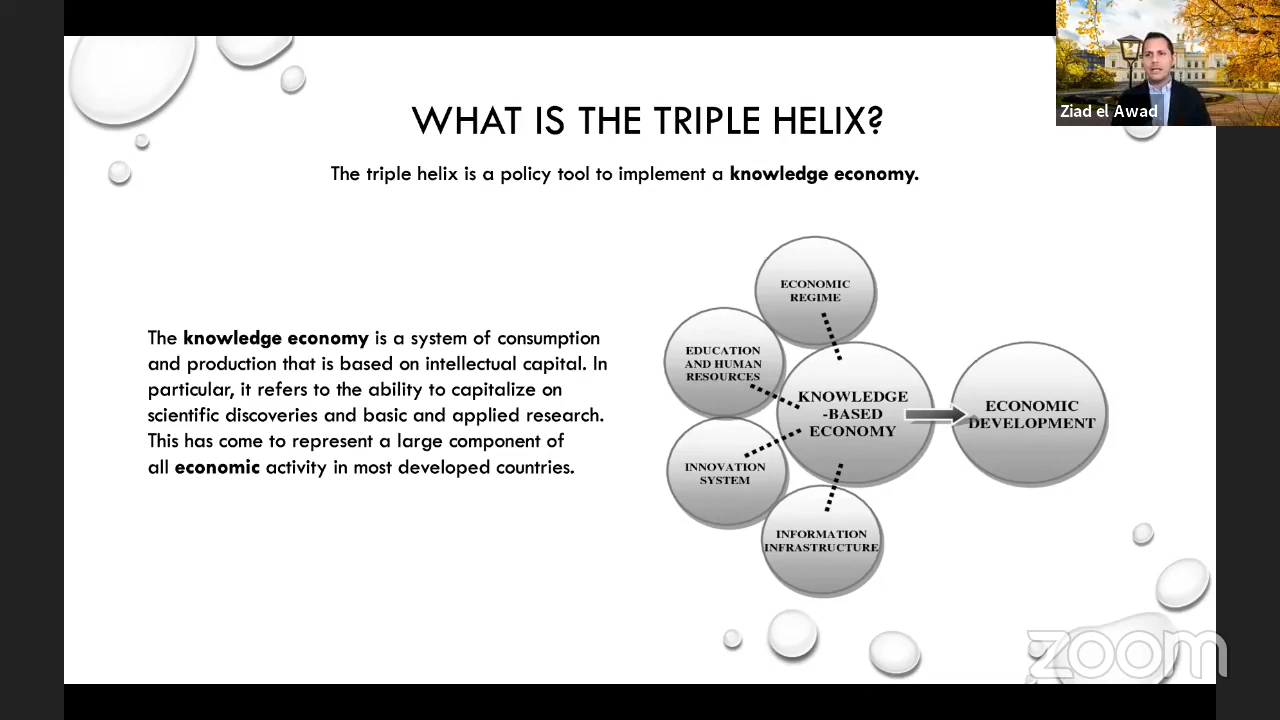 Ziad el Awad
WHAT IS THE TRIPLE HELIX?
The triple helix is a policy tool to implement a knowledge economy.
The knowledge economy is a system of consumption
and production that is based on intellectual capital. In
particular, it refers to the ability to capitalize on
scientific discoveries and basic and applied research.
This has come to represent a large component of
all economic activity in most developed countries.
ECONOMIC
REGIME
EDUCATION
AND HUMAN
RESOURCES
KNOWLEDGE
-BASED
ECONOMY
ECONOMIC
DEVELOPMENT
INNOVATION
SYSTEM
INFORMATION
INFRASTRUCTURE
zoom